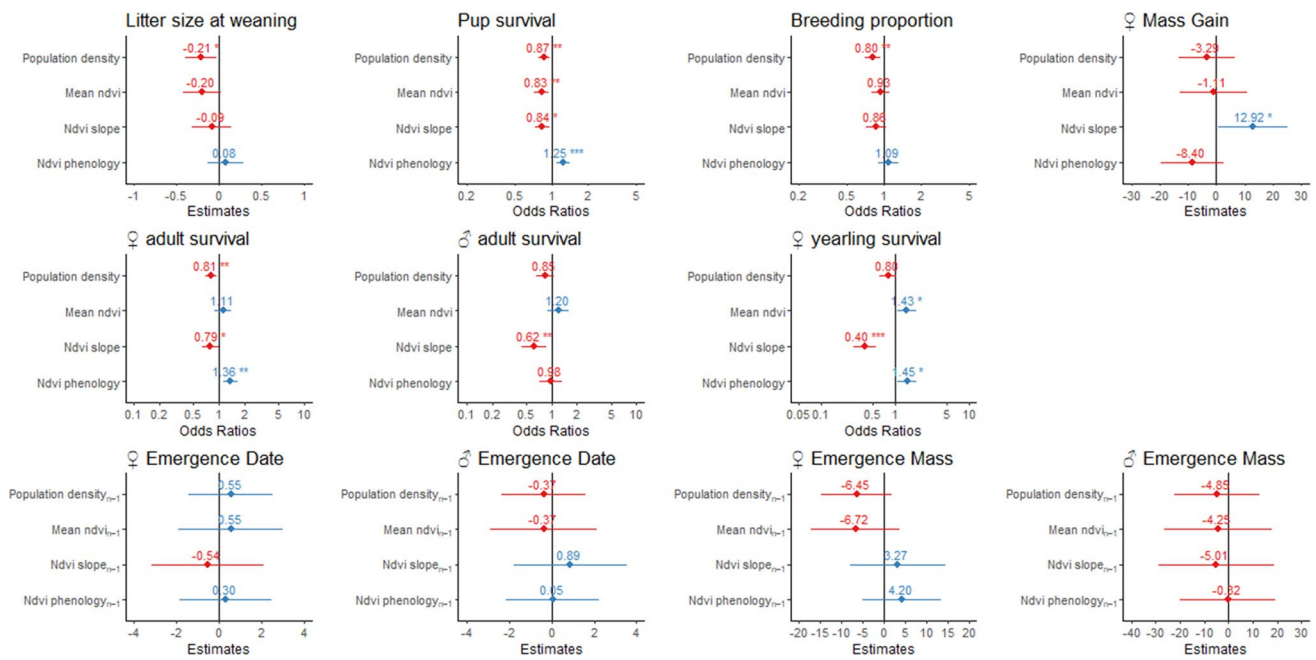 Litter size at weaning
Population density
Mean ndvi
Ndvi slope
Ndvi phenology
-0.21 *
-0.20
-0.09
0.08
-1 -0.5 0 0.5 1
Estimates
Pup survival
Population density
Mean ndvi
Ndvi slope
Ndvi phenology
0.87 **
0.83 **
0.84 *
1.25 ***
0.2 0.5 1 2 5
Odds Ratios
Breeding proportion
Population density
Mean ndvi
Ndvi slope
Ndvi phenology
0.80 **
0.93
0.86
1.09
0.2 0.5 1 2 5
Odds Ratios
♀ Mass Gain
Population density
Mean ndvi
Ndvi slope
Ndvi phenology
-3.29
-1.11
12.92 *
-8.40
-30 -20 -10 0 10 20 30
Estimates
♀ adult survival
Population density
Mean ndvi
Ndvi slope
Ndvi phenology
0.81 **
1.11
0.79 *
1.36 **
0.1 0.2 0.5 1 2 5 10
Odds Ratios
♂ adult survival
Population density
Mean ndvi
Ndvi slope
Ndvi phenology
0.85
1.20
0.62 **
0.98
0.1 0.2 0.5 1 2 5 10
Odds Ratios
♀ yearling survival
Population density
Mean ndvi
Ndvi slope
Ndvi phenology
0.80
1.43 *
0.40 ***
1.45 *
0.05 0.1 0.5 1 5 10
Odds Ratios
♀ Emergence Date
Population densityₙ₋₁
Mean ndviₙ₋₁
Ndvi slopeₙ₋₁
Ndvi phenologyₙ₋₁
0.55
0.55
-0.54
0.30
-4 -2 0 2 4
Estimates
♂ Emergence Date
Population densityₙ₋₁
Mean ndviₙ₋₁
Ndvi slopeₙ₋₁
Ndvi phenologyₙ₋₁
-0.37
-0.37
0.89
0.05
-4 -2 0 2 4
Estimates
♀ Emergence Mass
Population densityₙ₋₁
Mean ndviₙ₋₁
Ndvi slopeₙ₋₁
Ndvi phenologyₙ₋₁
-6.45
-6.72
3.27
4.20
-20 -15 -10 -5 0 5 10 15 20
Estimates
♂ Emergence Mass
Population densityₙ₋₁
Mean ndviₙ₋₁
Ndvi slopeₙ₋₁
Ndvi phenologyₙ₋₁
-4.85
-4.25
-5.01
-0.32
-40 -30 -20 -10 0 10 20 30
Estimates